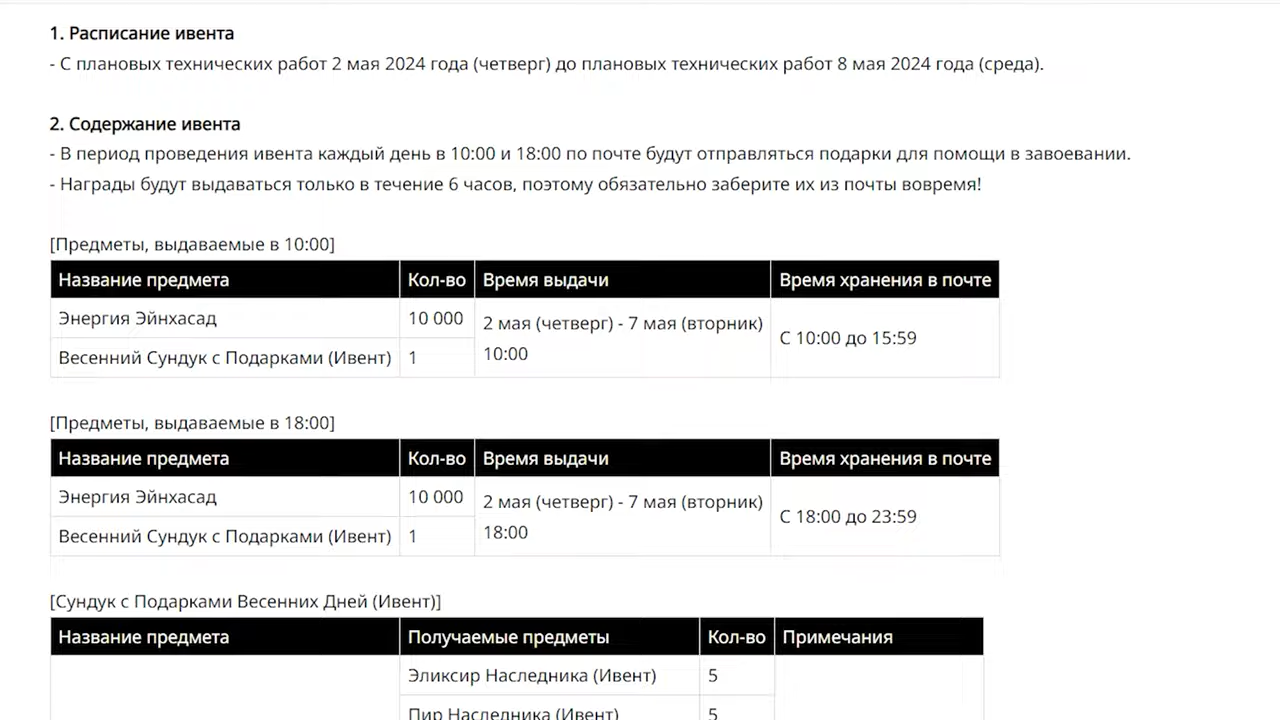 1. Расписание ивента
- С плановых технических работ 2 мая 2024 года (четверг) до плановых технических работ 8 мая 2024 года (среда).
2. Содержание ивента
- В период проведения ивента каждый день в 10:00 и 18:00 по почте будут отправляться подарки для помощи в завоевании.
- Награды будут выдаваться только в течение 6 часов, поэтому обязательно заберите их из почты вовремя!
[Предметы, выдаваемые в 10:00]
Название предмета Кол-во Время выдачи Время хранения в почте
Энергия Эйнхасад 10 000
2 мая (четверг) - 7 мая (вторник)
10:00
С 10:00 до 15:59
Весенний Сундук с Подарками (Ивент) 1
[Предметы, выдаваемые в 18:00]
Название предмета Кол-во Время выдачи Время хранения в почте
Энергия Эйнхасад 10 000
2 мая (четверг) - 7 мая (вторник)
18:00
С 18:00 до 23:59
Весенний Сундук с Подарками (Ивент) 1
[Сундук с Подарками Весенних Дней (Ивент)]
Название предмета Получаемые предметы Кол-во Примечания
Эликсир Наследника (Ивент) 5
Пир Наследника (Ивент) 5